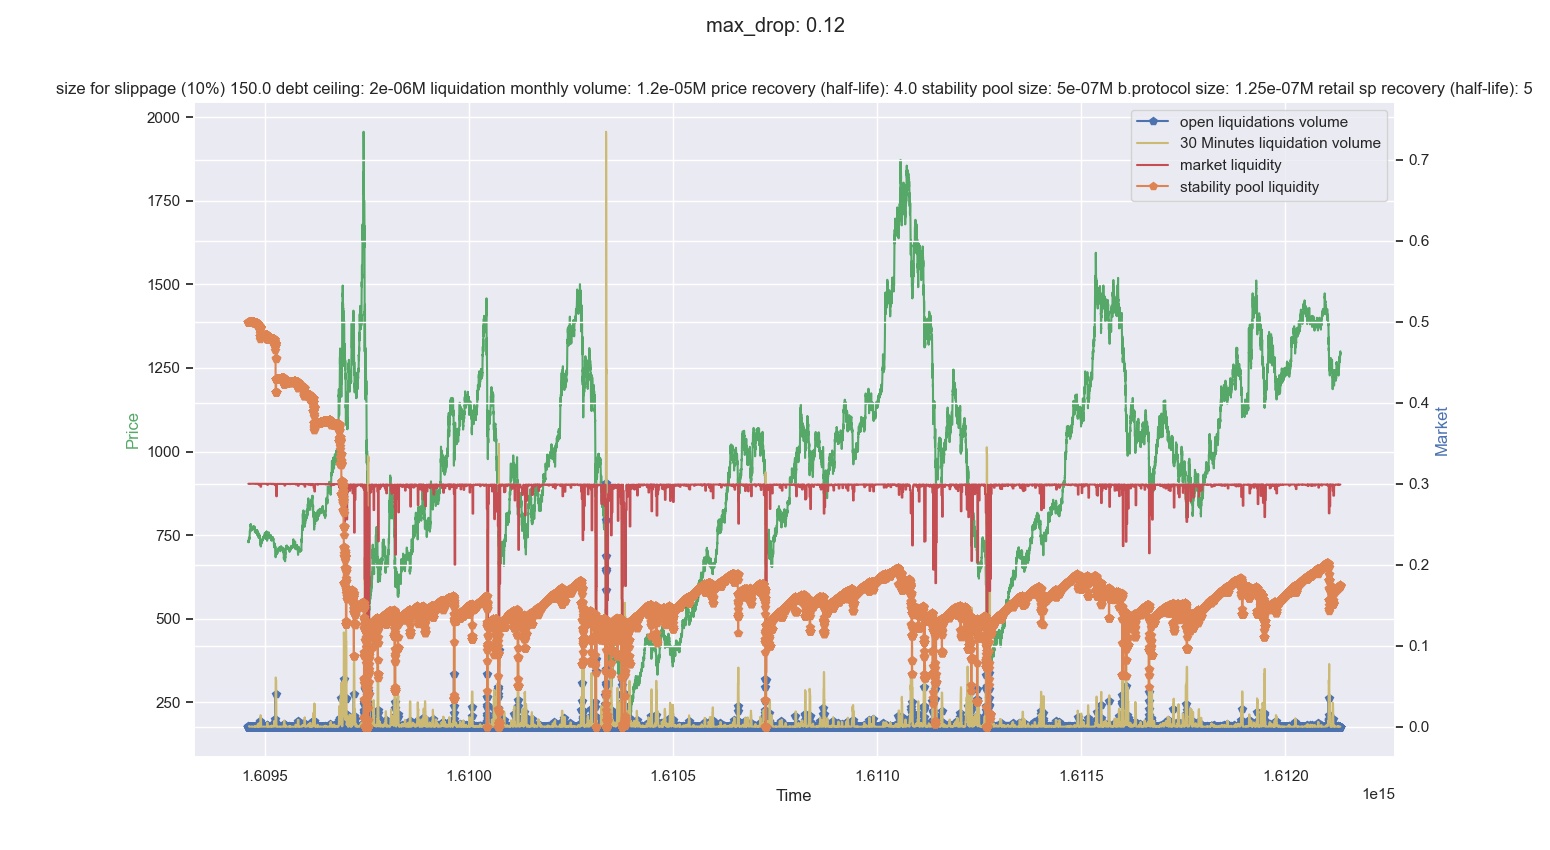 max_drop: 0.12
size for slippage (10%) 150.0 debt ceiling: 2e-06M liquidation monthly volume: 1.2e-05M price recovery (half-life): 4.0 stability pool size: 5e-07M b.protocol size: 1.25e-07M retail sp recovery (half-life): 5
open liquidations volume
30 Minutes liquidation volume
market liquidity
stability pool liquidity
2000
1750
1500
1250
1000
750
500
250
Price
0.7
0.6
0.5
0.4
0.3
0.2
0.1
0.0
Market
1.6095 1.6100 1.6105 1.6110 1.6115 1.6120
1e15
Time